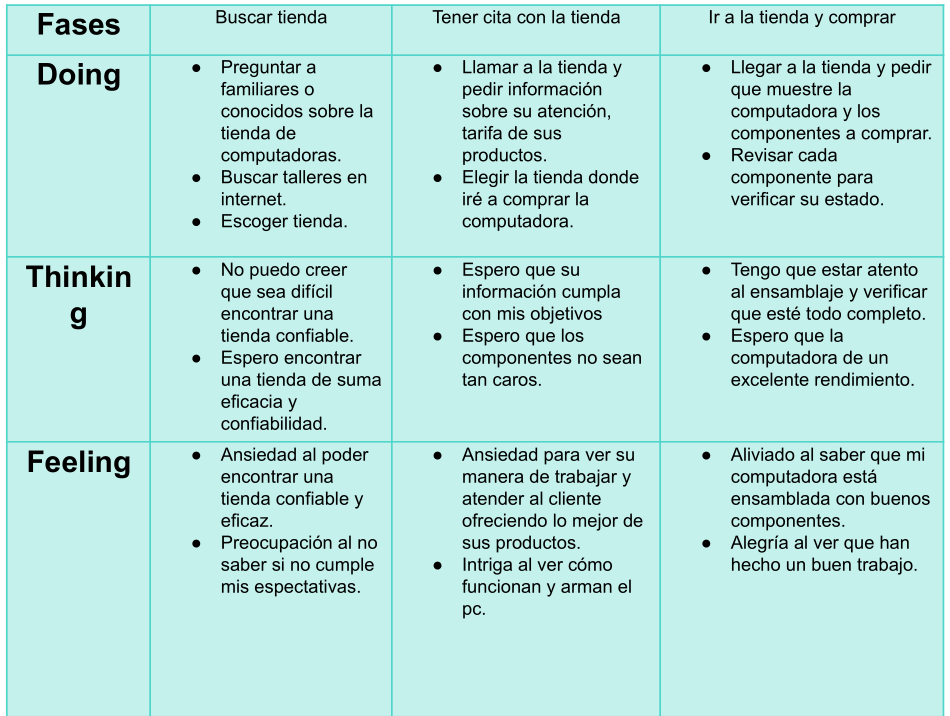 Fases
Buscar tienda
Tener cita con la tienda
Ir a la tienda y comprar
Doing
● Preguntar a
familiares o
conocidos sobre la
tienda de
computadoras.
● Buscar talleres en
internet.
● Escoger tienda.
● Llamar a la tienda y
pedir información
sobre su atención,
tarifa de sus
productos.
● Elegir la tienda donde
iré a comprar la
computadora.
● Llegar a la tienda y pedir
que muestre la
computadora y los
componentes a comprar.
● Revisar cada
componente para
verificar su estado.
Thinkin
g
● No puedo creer
que sea difícil
encontrar una
tienda confiable.
● Espero encontrar
una tienda de suma
eficacia y
confiabilidad.
● Espero que su
información cumpla
con mis objetivos
● Espero que los
componentes no sean
tan caros.
● Tengo que estar atento
al ensamblaje y verificar
que esté todo completo.
● Espero que la
computadora de un
excelente rendimiento.
Feeling
● Ansiedad al poder
encontrar una
tienda confiable y
eficaz.
● Preocupación al no
saber si no cumple
mis espectativas.
● Ansiedad para ver su
manera de trabajar y
atender al cliente
ofreciendo lo mejor de
sus productos.
● Intriga al ver cómo
funcionan y arman el
pc.
● Aliviado al saber que mi
computadora está
ensamblada con buenos
componentes.
● Alegría al ver que han
hecho un buen trabajo.